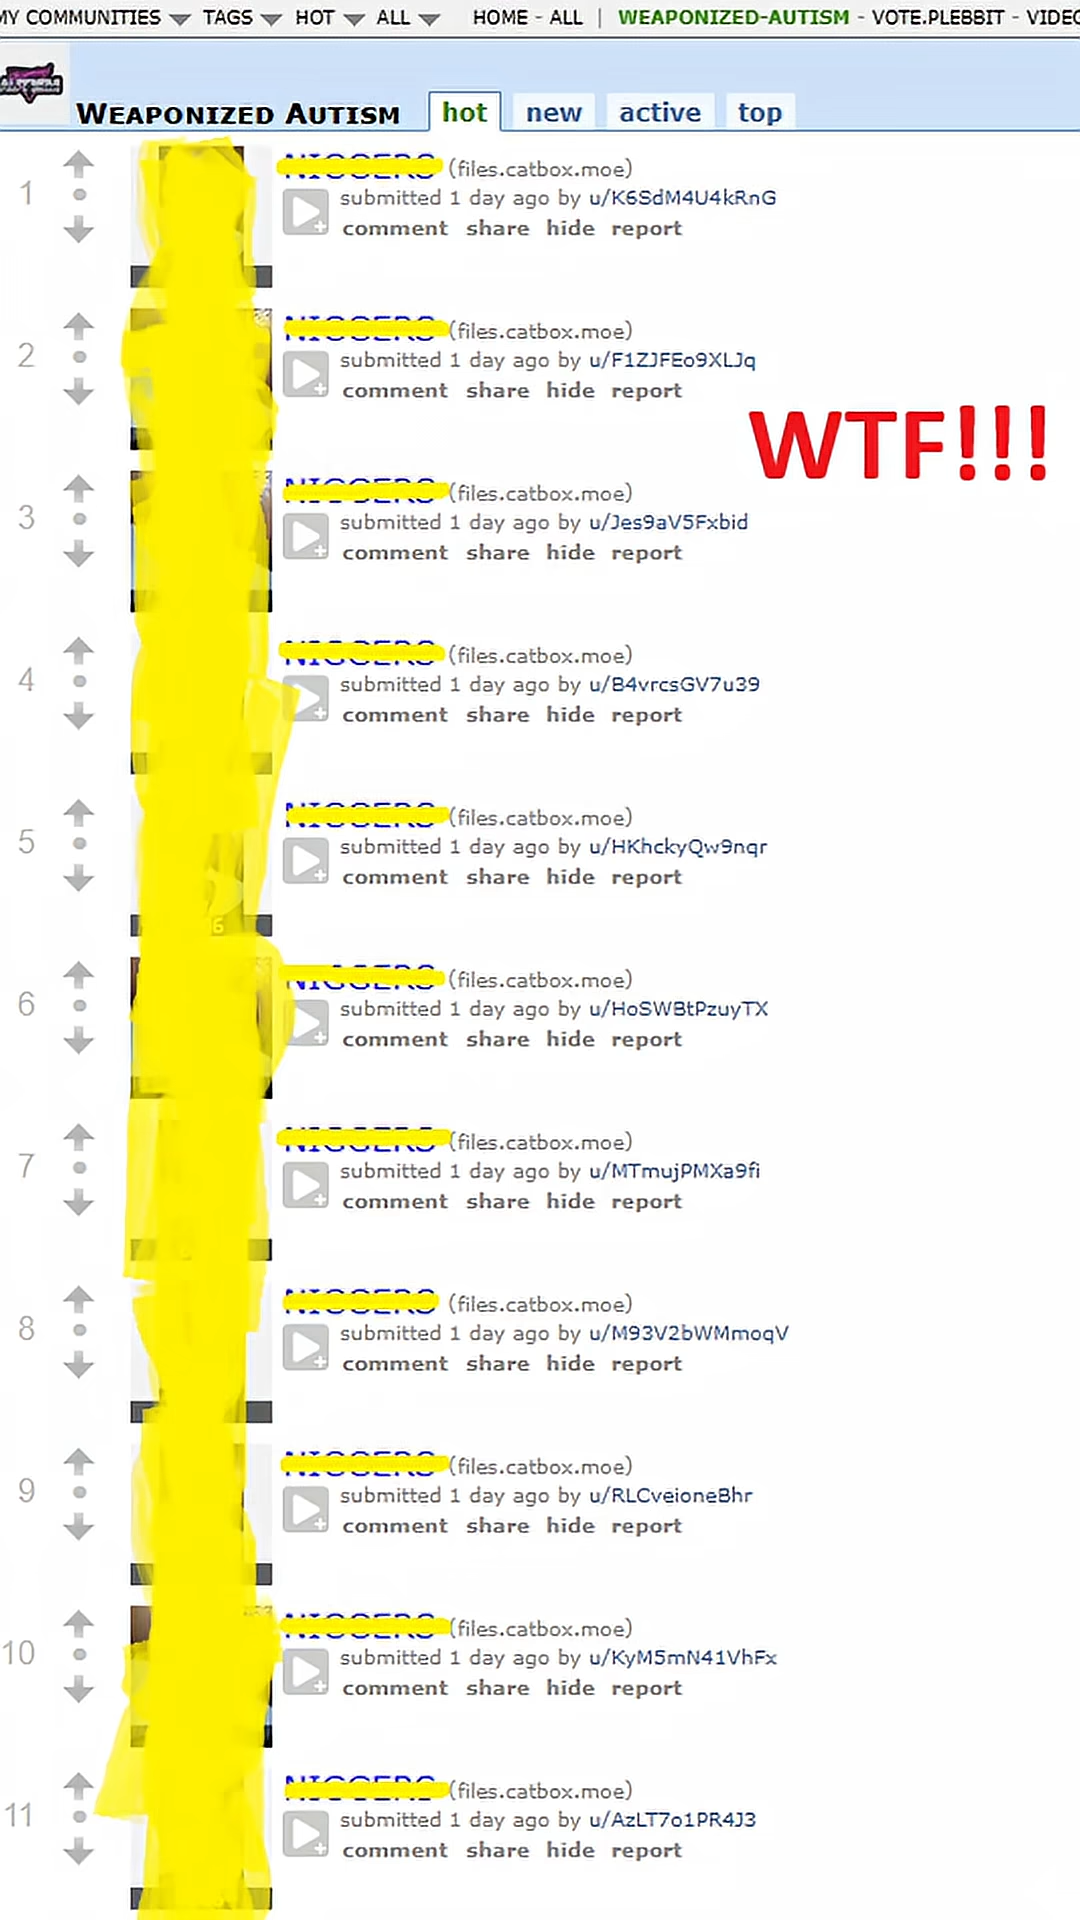 MY COMMUNITIES TAGS HOT ALL HOME - ALL | WEAPONIZED-AUTISM - VOTE.PLEBBIT - VIDEO
WEAPONIZED AUTISM hot new active top
1
(files.catbox.moe)
submitted 1 day ago by u/K6SdM4U4kRnG
comment share hide report
2
(files.catbox.moe)
submitted 1 day ago by u/F1ZJFEo9XLJq
comment share hide report
WTF!!!
3
(files.catbox.moe)
submitted 1 day ago by u/Jes9aV5Fxbid
comment share hide report
4
(files.catbox.moe)
submitted 1 day ago by u/B4vrcsGV7u39
comment share hide report
5
(files.catbox.moe)
submitted 1 day ago by u/HKhckyQw9nqr
comment share hide report
6
(files.catbox.moe)
submitted 1 day ago by u/HoSWBtPzuyTX
comment share hide report
7
(files.catbox.moe)
submitted 1 day ago by u/MTmujPMXa9fi
comment share hide report
8
(files.catbox.moe)
submitted 1 day ago by u/M93V2bWMmoqV
comment share hide report
9
(files.catbox.moe)
submitted 1 day ago by u/RLCveioneBhr
comment share hide report
10
(files.catbox.moe)
submitted 1 day ago by u/KyM5mN41VhFx
comment share hide report
11
(files.catbox.moe)
submitted 1 day ago by u/AzLT7o1PR4J3
comment share hide report